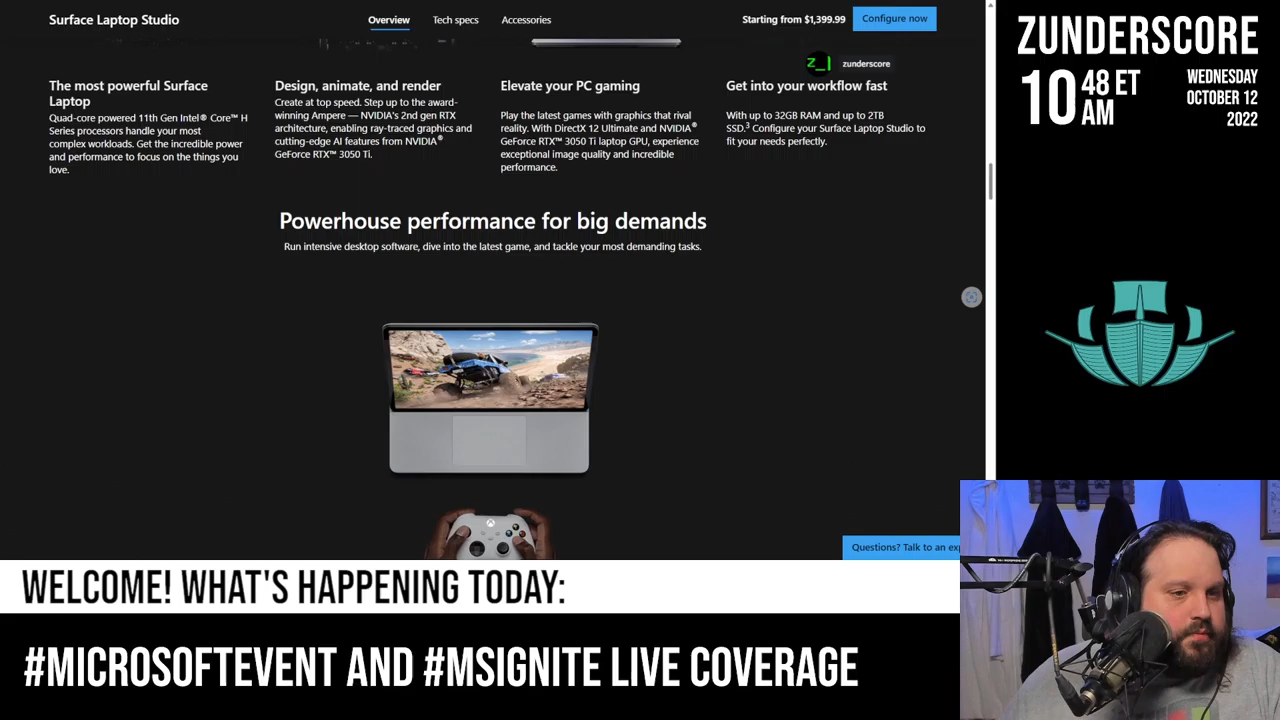 Surface Laptop Studio
Overview
Tech specs
Accessories
Starting from $1,399.99
Configure now
z_
zunderscore
The most powerful Surface
Laptop
Quad-core powered 11th Gen Intel® Core™ H
Series processors handle your most
complex workloads. Get the incredible power
and performance to focus on the things you
love.
Design, animate, and render
Create at top speed. Step up to the award-
winning Ampere — NVIDIA's 2nd gen RTX
architecture, enabling ray-traced graphics and
cutting-edge AI features from NVIDIA®
GeForce RTX™ 3050 Ti.
Elevate your PC gaming
Play the latest games with graphics that rival
reality. With DirectX 12 Ultimate and NVIDIA®
GeForce RTX™ 3050 Ti laptop GPU, experience
exceptional image quality and incredible
performance.
Get into your workflow fast
With up to 32GB RAM and up to 2TB
SSD.³ Configure your Surface Laptop Studio to
fit your needs perfectly.
Powerhouse performance for big demands
Run intensive desktop software, dive into the latest game, and tackle your most demanding tasks.
Questions? Talk to an exp
ZUNDERSCORE
10 48 ET
AM
WEDNESDAY
OCTOBER 12
2022
WELCOME! WHAT'S HAPPENING TODAY:
#MICROSOFTEVENT AND #MSIGNITE LIVE COVERAGE